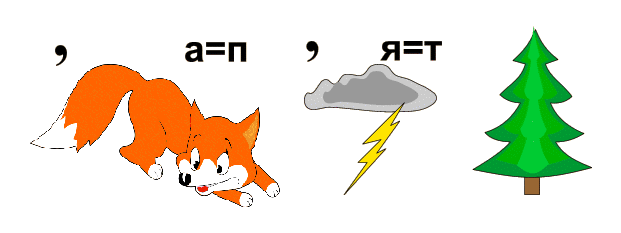 , а=п , я=т